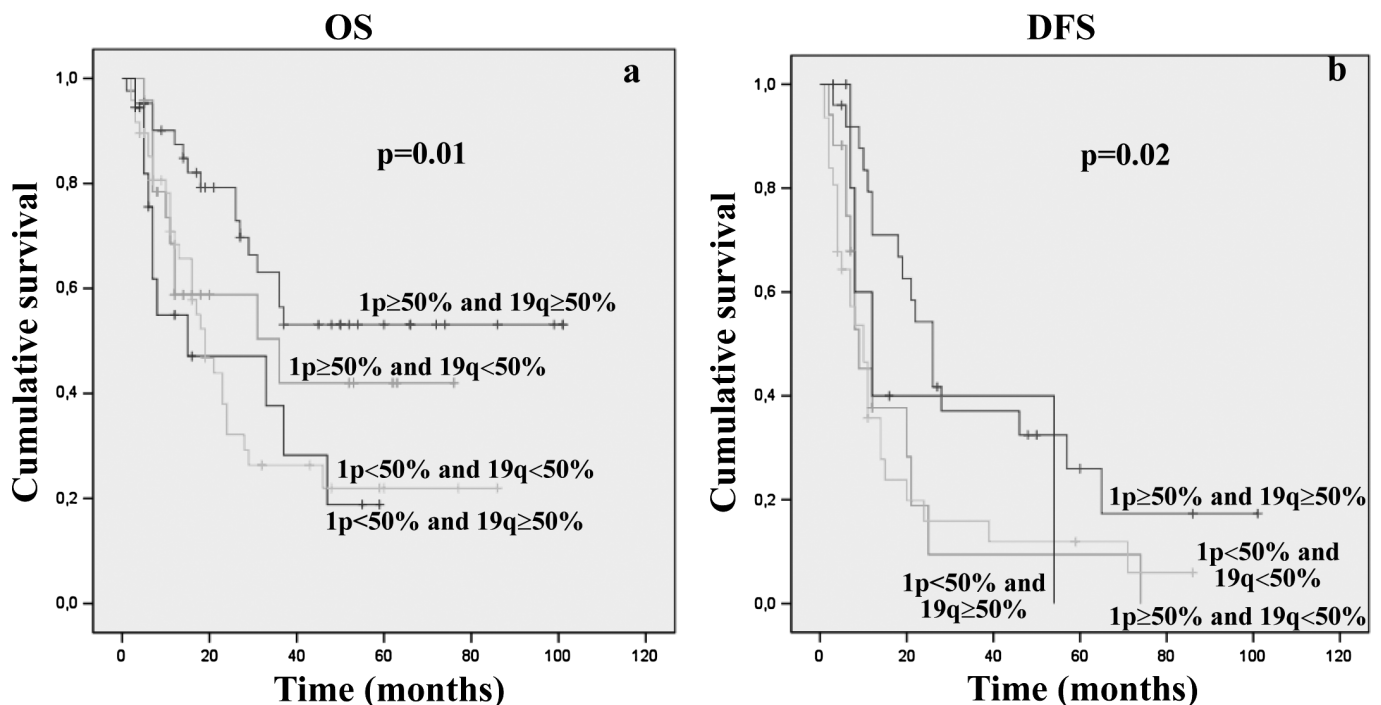 OS
a
p=0.01
Cumulative survival
1,0
0,8
0,6
0,4
0,2
0,0
1p≥50% and 19q≥50%
1p≥50% and 19q<50%
1p<50% and 19q<50%
1p<50% and 19q≥50%
0 20 40 60 80 100 120
Time (months)
DFS
b
p=0.02
Cumulative survival
1,0
0,8
0,6
0,4
0,2
0,0
1p≥50% and 19q≥50%
1p<50% and
19q<50%
1p<50% and
19q≥50%
1p≥50% and 19q<50%
0 20 40 60 80 100 120
Time (months)